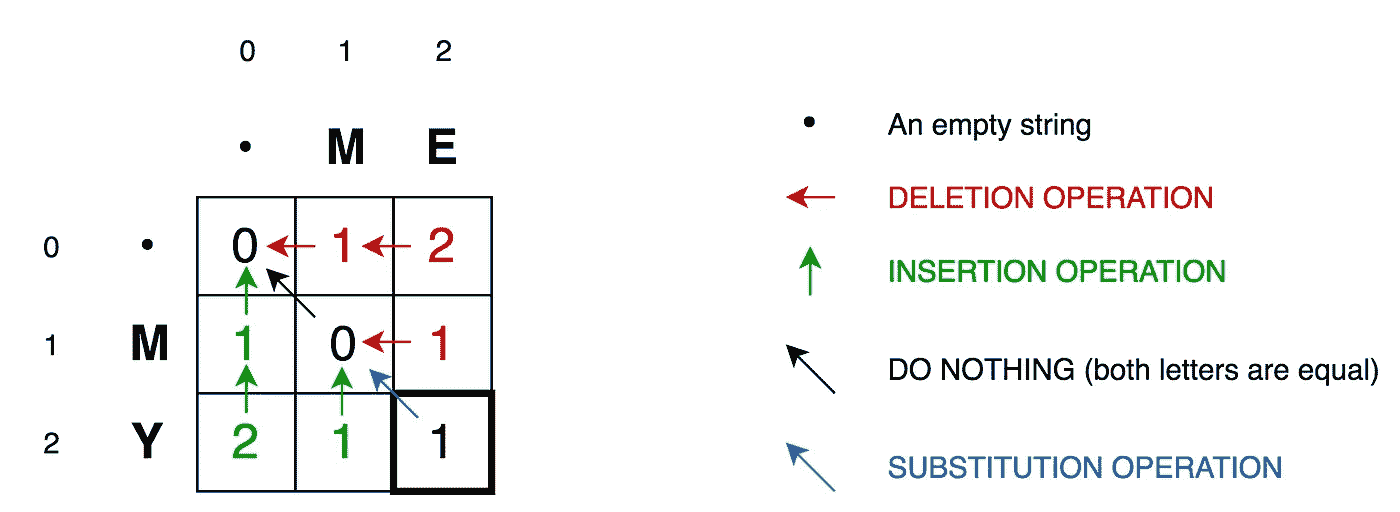 0 1 2
• M E
0 • 0 1 2
1 M 1 0 1
2 Y 2 1 1
• An empty string
DELETION OPERATION
INSERTION OPERATION
DO NOTHING (both letters are equal)
SUBSTITUTION OPERATION